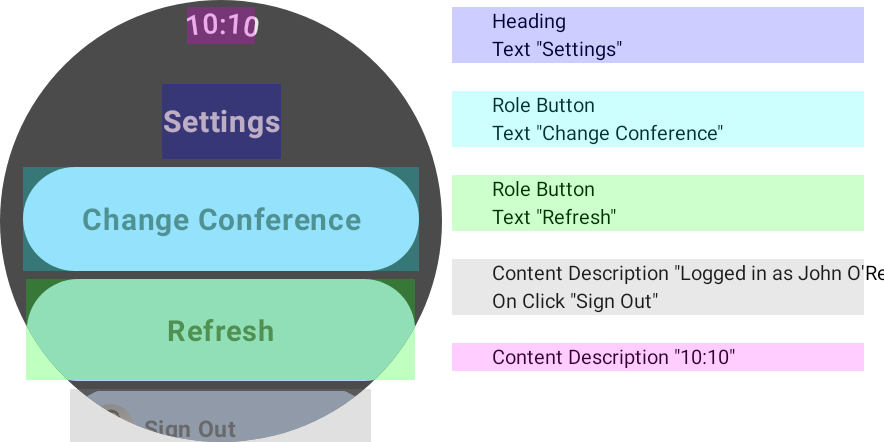 10:10
Settings
Change Conference
Refresh
Sign Out
Heading
Text "Settings"
Role Button
Text "Change Conference"
Role Button
Text "Refresh"
Content Description "Logged in as John O'Re
On Click "Sign Out"
Content Description "10:10"